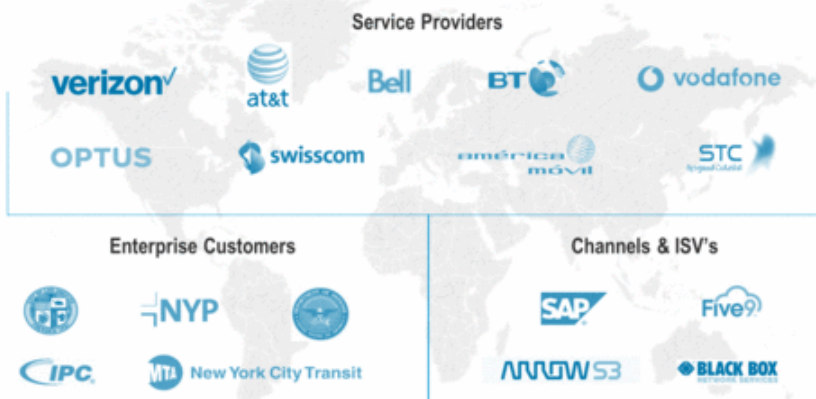 Service Providers
verizon
at&t
Bell
BT
vodafone
OPTUS
swisscom
américa
móvil
STC
Enterprise Customers
Channels & ISV's
NYP
SAP
Five9
IPC
MTA New York City Transit
ARROW S3
BLACK BOX
NETWORK SERVICES